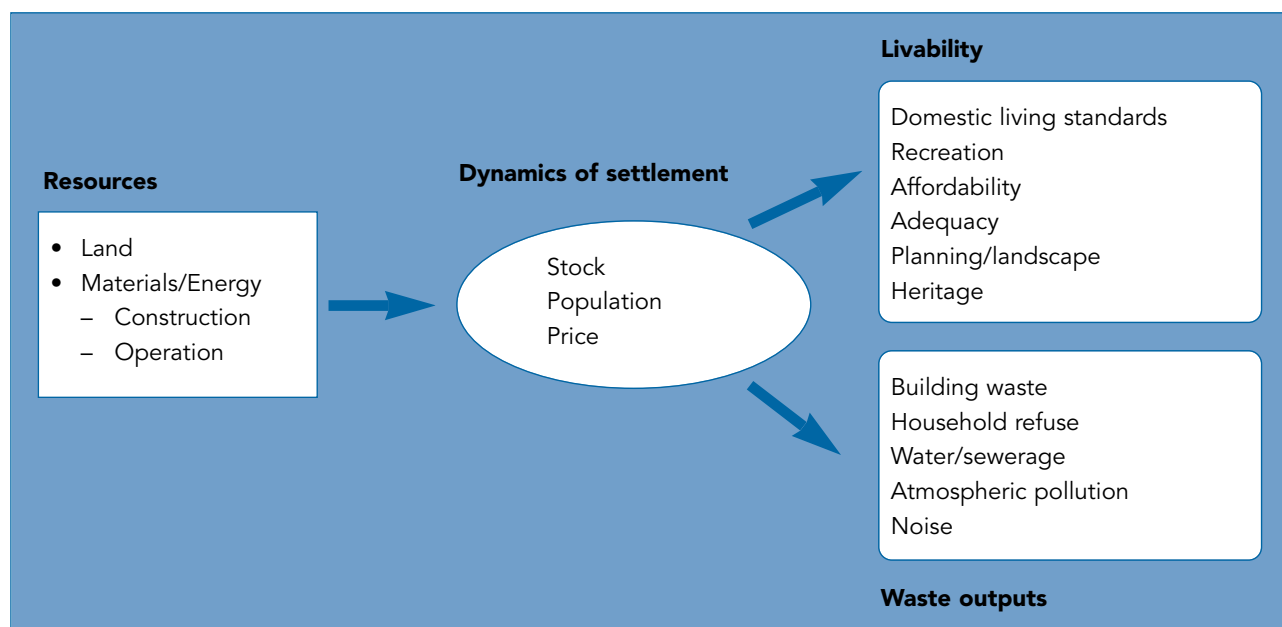 Resources
• Land
• Materials/Energy
– Construction
– Operation
Dynamics of settlement
Stock
Population
Price
Livability
Domestic living standards
Recreation
Affordability
Adequacy
Planning/landscape
Heritage
Building waste
Household refuse
Water/sewerage
Atmospheric pollution
Noise
Waste outputs